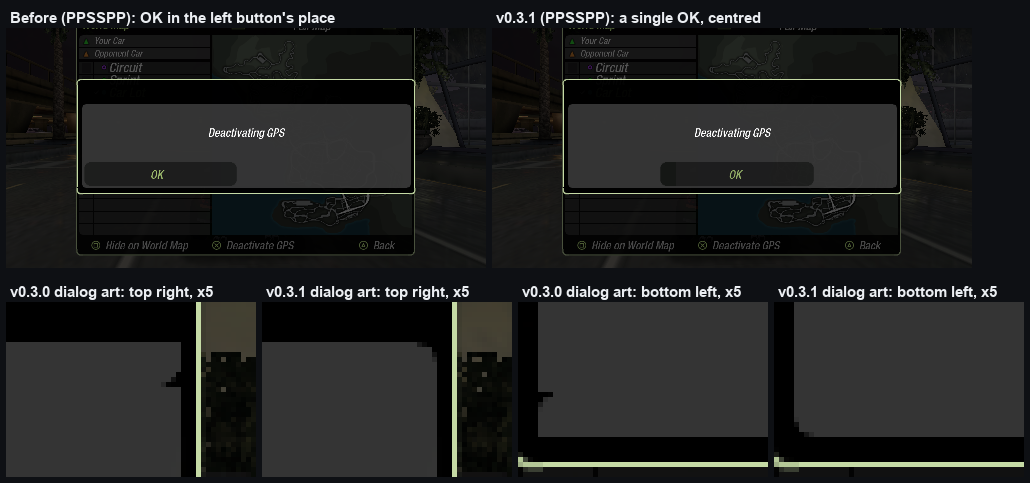 Before (PPSSPP): OK in the left button's place
v0.3.1 (PPSSPP): a single OK, centred
Your Car
Opponent Car
Circuit
Deactivating GPS
OK
Hide on World Map
Deactivate GPS
Back
Your Car
Opponent Car
Circuit
Deactivating GPS
OK
Hide on World Map
Deactivate GPS
Back
v0.3.0 dialog art: top right, x5
v0.3.1 dialog art: top right, x5
v0.3.0 dialog art: bottom left, x5
v0.3.1 dialog art: bottom left, x5